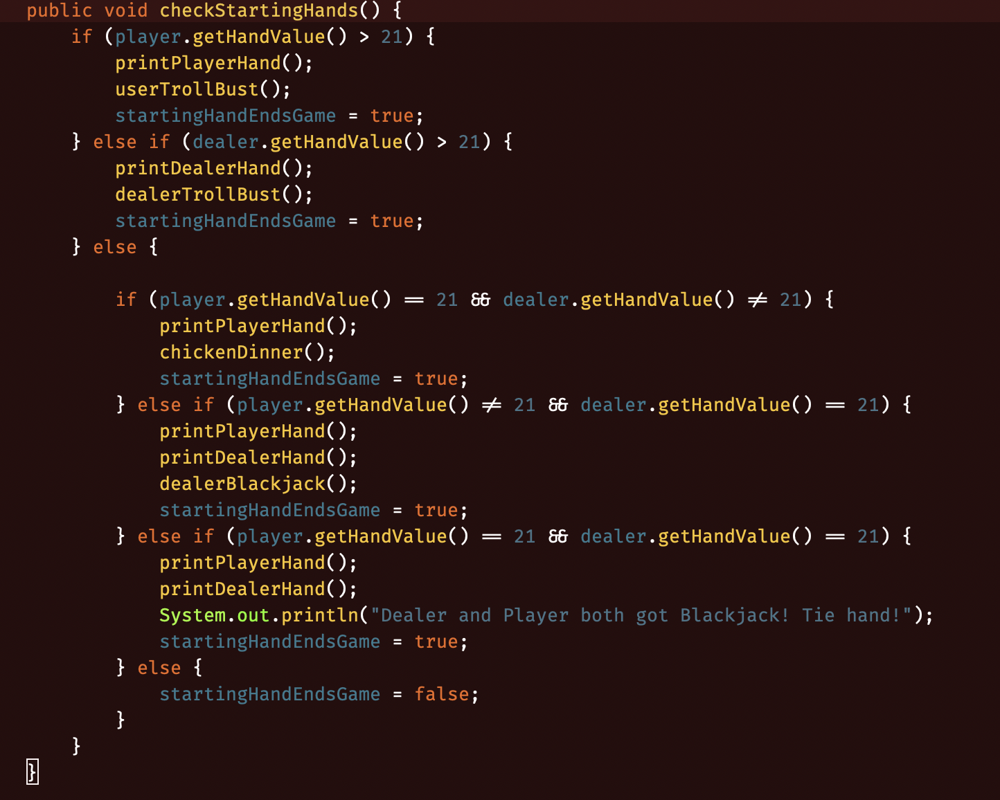 public void checkStartingHands() {
    if (player.getHandValue() > 21) {
        printPlayerHand();
        userTrollBust();
        startingHandEndsGame = true;
    } else if (dealer.getHandValue() > 21) {
        printDealerHand();
        dealerTrollBust();
        startingHandEndsGame = true;
    } else {

        if (player.getHandValue() == 21 && dealer.getHandValue() != 21) {
            printPlayerHand();
            chickenDinner();
            startingHandEndsGame = true;
        } else if (player.getHandValue() != 21 && dealer.getHandValue() == 21) {
            printPlayerHand();
            printDealerHand();
            dealerBlackjack();
            startingHandEndsGame = true;
        } else if (player.getHandValue() == 21 && dealer.getHandValue() == 21) {
            printPlayerHand();
            printDealerHand();
            System.out.println("Dealer and Player both got Blackjack! Tie hand!");
            startingHandEndsGame = true;
        } else {
            startingHandEndsGame = false;
        }
    }
}